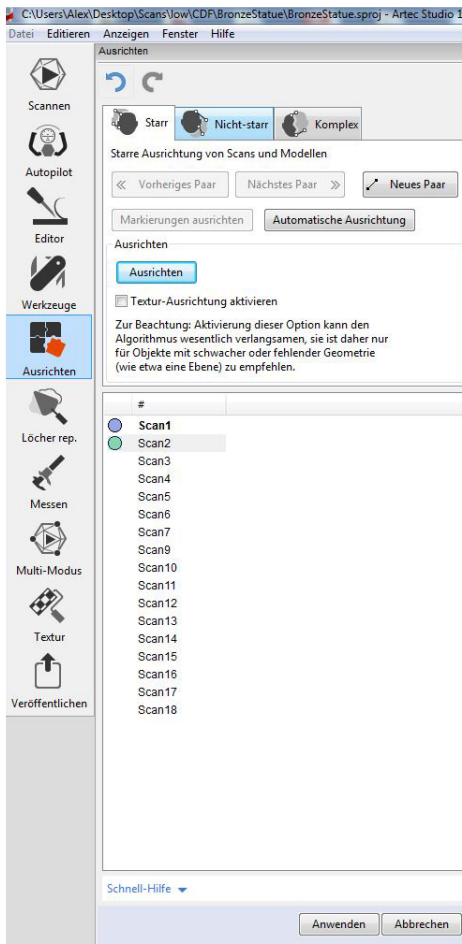 C:\Users\Alex\Desktop\Scans\low\CDF\BronzeStatue\BronzeStatue.sproj - Artec Studio 1
Datei Editieren Anzeigen Fenster Hilfe
Ausrichten
Scannen
Autopilot
Editor
Werkzeuge
Ausrichten
Löcher rep.
Messen
Multi-Modus
Textur
Veröffentlichen
Starr Nicht-starr Komplex
Starre Ausrichtung von Scans und Modellen
Vorheriges Paar Nächstes Paar Neues Paar
Markierungen ausrichten Automatische Ausrichtung
Ausrichten
Ausrichten
Textur-Ausrichtung aktivieren
Zur Beachtung: Aktivierung dieser Option kann den
Algorithmus wesentlich verlangsamen, sie ist daher nur
für Objekte mit schwacher oder fehlender Geometrie
(wie etwa eine Ebene) zu empfehlen.
#
Scan1
Scan2
Scan3
Scan4
Scan5
Scan6
Scan7
Scan9
Scan10
Scan11
Scan12
Scan13
Scan14
Scan15
Scan16
Scan17
Scan18
Schnell-Hilfe
Anwenden Abbrechen